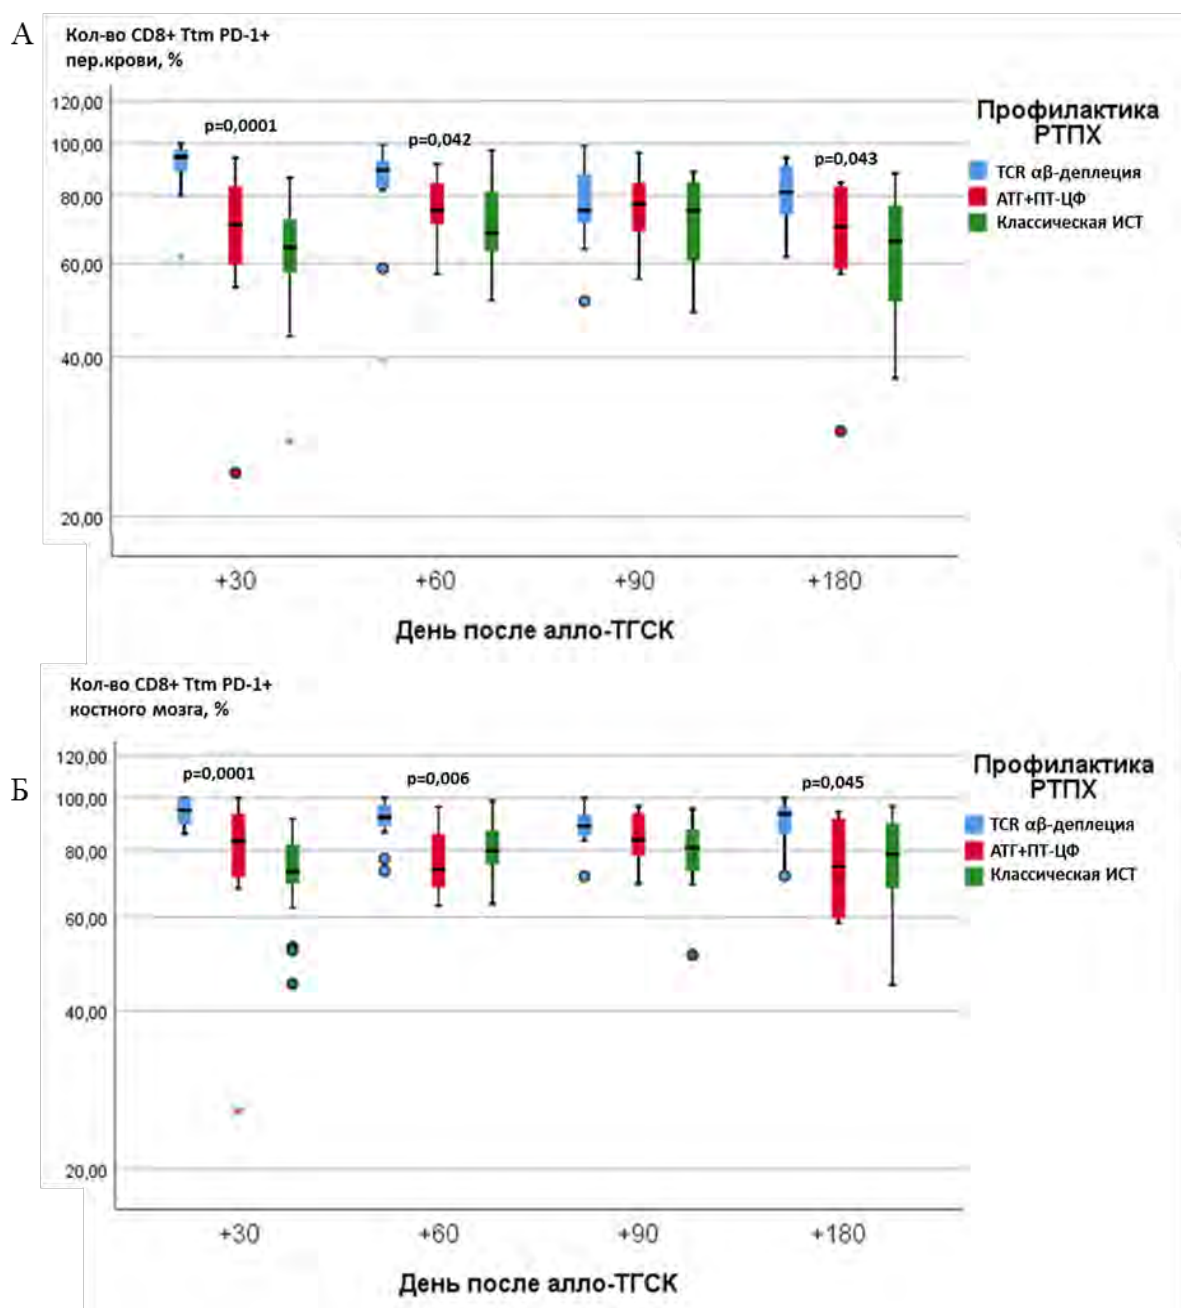 А
Кол-во CD8+ Ttm PD-1+
пер.крови, %
120,00
100,00
80,00
60,00
40,00
20,00
p=0,0001
p=0,042
p=0,043
Профилактика
РТПХ
TCR αβ-деплеция
АТГ+ПТ-ЦФ
Классическая ИСТ
+30
+60
+90
+180
День после алло-ТГСК
Б
Кол-во CD8+ Ttm PD-1+
костного мозга, %
120,00
100,00
80,00
60,00
40,00
20,00
p=0,0001
p=0,006
p=0,045
Профилактика
РТПХ
TCR αβ-деплеция
АТГ+ПТ-ЦФ
Классическая ИСТ
+30
+60
+90
+180
День после алло-ТГСК